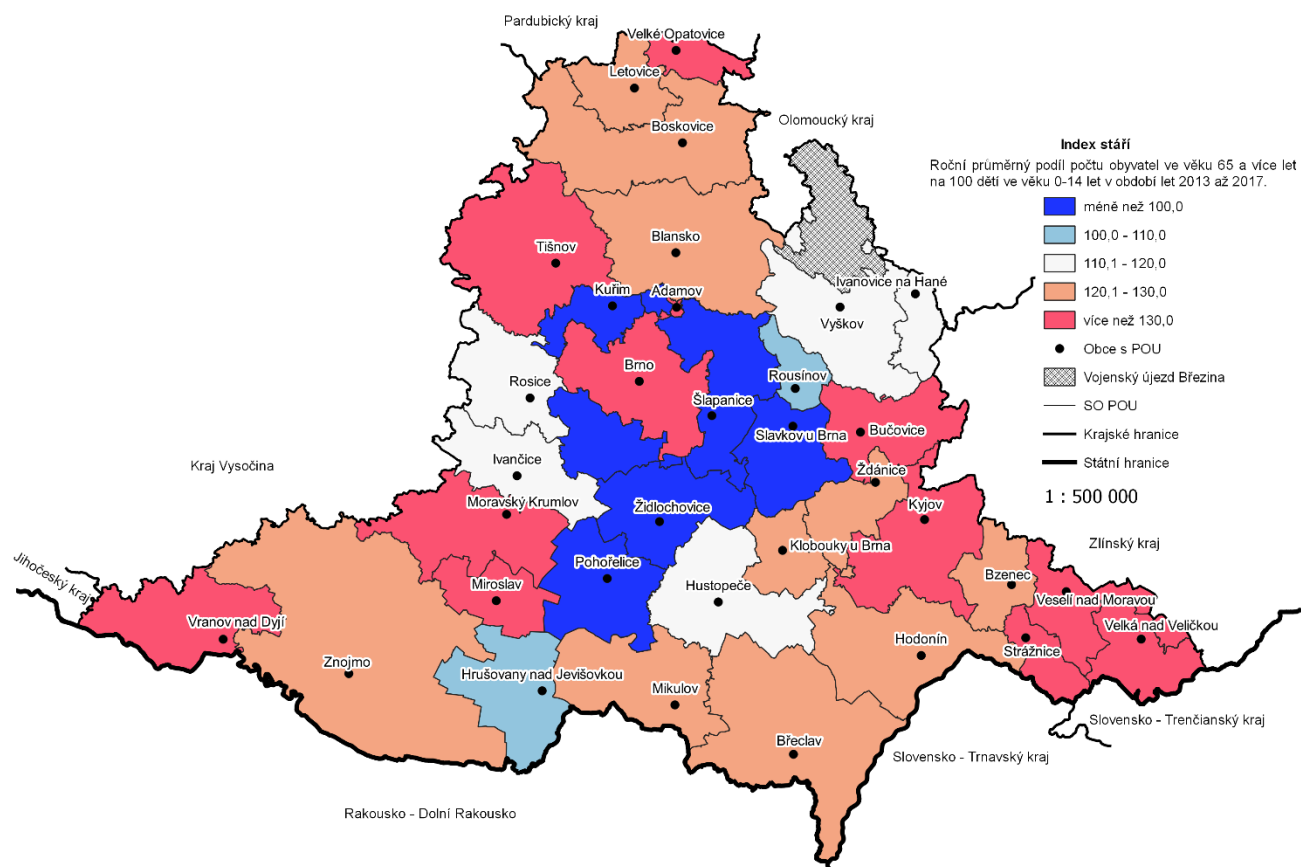 Pardubický kraj
Velké Opatovice
Letovice
Olomoucký kraj
Boskovice
Index stáří
Roční průměrný podíl počtu obyvatel ve věku 65 a více let
na 100 dětí ve věku 0-14 let v období let 2013 až 2017.
méně než 100,0
100,0 - 110,0
110,1 - 120,0
120,1 - 130,0
více než 130,0
Obce s POU
Vojenský újezd Březina
SO POU
Krajské hranice
Státní hranice
1 : 500 000
Tišnov
Blansko
Ivanovice na Hané
Kuřim
Adamov
Vyškov
Brno
Rosice
Rousínov
Šlapanice
Slavkov u Brna
Bučovice
Kraj Vysočina
Ivančice
Ždánice
Moravský Krumlov
Židlochovice
Kyjov
Zlínský kraj
Klobouky u Brna
Jihočeský kraj
Pohořelice
Hustopeče
Bzenec
Miroslav
Veselí nad Moravou
Vranov nad Dyjí
Velká nad Veličkou
Strážnice
Hodonín
Znojmo
Hrušovany nad Jevišovkou
Mikulov
Slovensko - Trenčianský kraj
Břeclav
Slovensko - Trnavský kraj
Rakousko - Dolní Rakousko